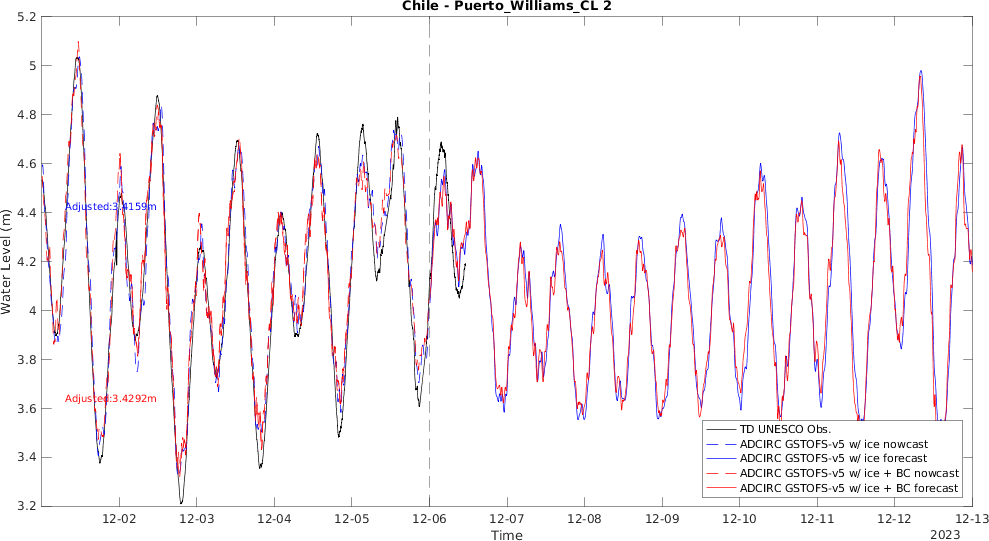 Chile - Puerto_Williams_CL 2
5.2
5
4.8
4.6
4.4
4.2
4
3.8
3.6
3.4
3.2
Water Level (m)
Adjusted:3.4159m
Adjusted:3.4292m
TD UNESCO Obs.
ADCIRC GSTOFS-v5 w/ ice nowcast
ADCIRC GSTOFS-v5 w/ ice forecast
ADCIRC GSTOFS-v5 w/ ice + BC nowcast
ADCIRC GSTOFS-v5 w/ ice + BC forecast
12-02 12-03 12-04 12-05 12-06 12-07 12-08 12-09 12-10 12-11 12-12 12-13
Time
2023